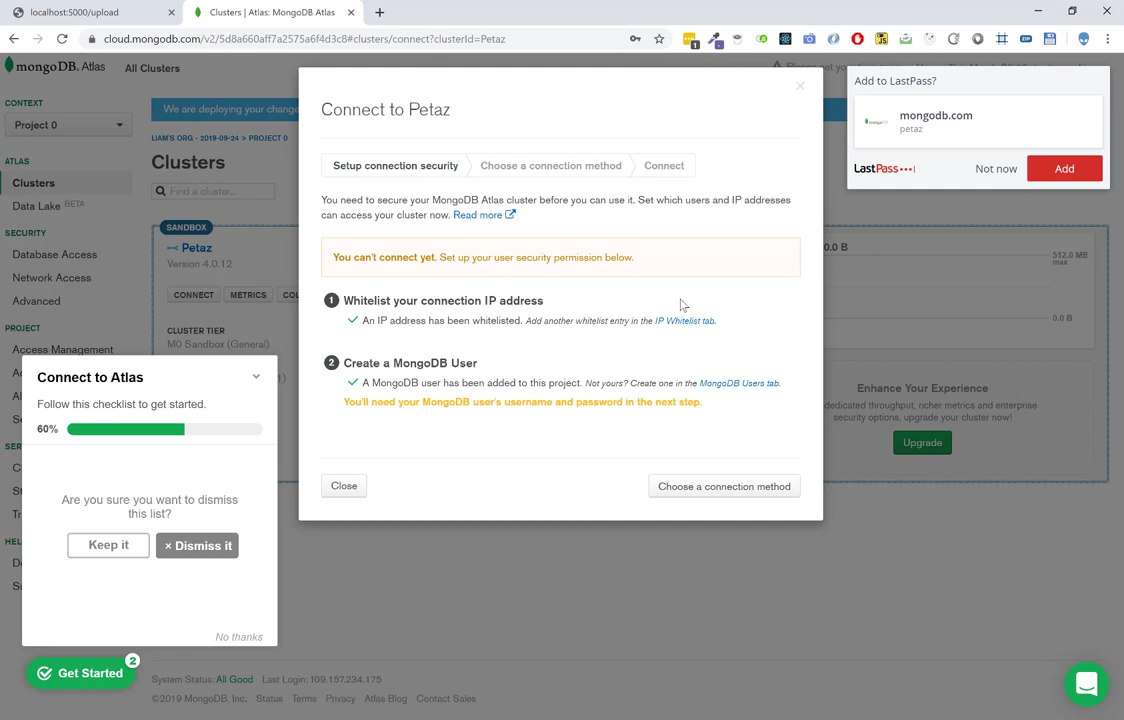 localhost:5000/upload
Clusters | Atlas: MongoDB Atlas
cloud.mongodb.com/v2/5d8a660aff7a2575a6f4d3c8#clusters/connect?clusterId=Petaz
mongoDB. Atlas
All Clusters
CONTEXT
Project 0
ATLAS
Clusters
Data Lake BETA
SECURITY
Database Access
Network Access
Advanced
PROJECT
Access Management
We are deploying your change
LIAM'S ORG - 2019-09-24 > PROJECT 0
Clusters
Find a cluster...
SANDBOX
Petaz
Version 4.0.12
CONNECT
METRICS
CLUSTER TIER
M0 Sandbox (General)
Connect to Petaz
Setup connection security
Choose a connection method
Connect
You need to secure your MongoDB Atlas cluster before you can use it. Set which users and IP addresses
can access your cluster now. Read more
You can't connect yet. Set up your user security permission below.
1 Whitelist your connection IP address
An IP address has been whitelisted. Add another whitelist entry in the IP Whitelist tab.
2 Create a MongoDB User
A MongoDB user has been added to this project. Not yours? Create one in the MongoDB Users tab.
You'll need your MongoDB user's username and password in the next step.
Close
Choose a connection method
Add to LastPass?
mongodb.com
petaz
LastPass
Not now
Add
0.0 B
512.0 MB
max
0.0 B
Enhance Your Experience
dedicated throughput, richer metrics and enterprise
security options, upgrade your cluster now!
Upgrade
Connect to Atlas
Follow this checklist to get started.
60%
Are you sure you want to dismiss
this list?
Keep it
× Dismiss it
No thanks
Get Started
2
System Status: All Good
Last Login: 109.157.234.175
©2019 MongoDB, Inc.
Status
Terms
Privacy
Atlas Blog
Contact Sales